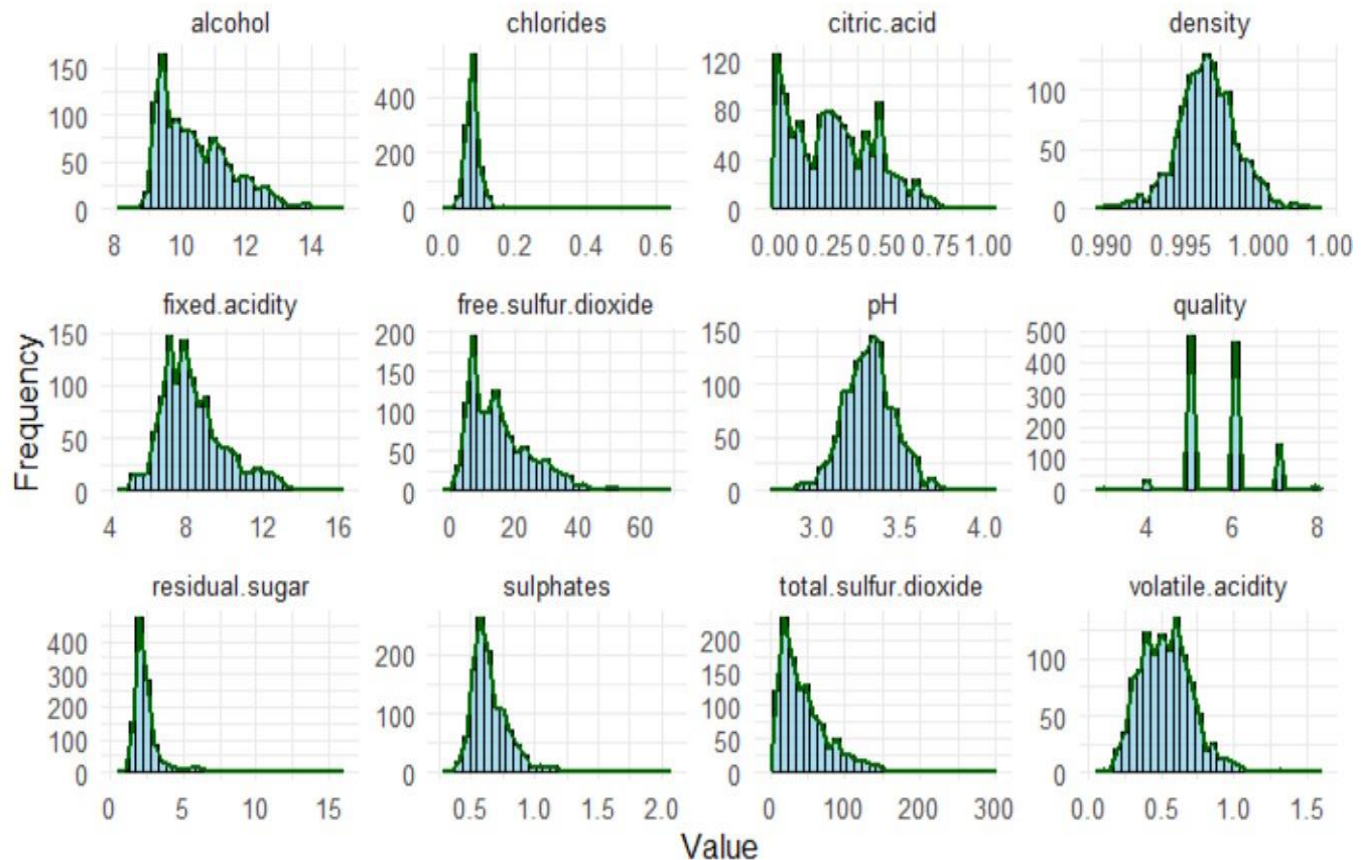 alcohol chlorides citric.acid density
150 100 50 0
400 200 0
120 80 40 0
100 50 0
8 10 12 14
0.0 0.2 0.4 0.6
0.00 0.25 0.50 0.75 1.00
0.990 0.995 1.000 1.00
fixed.acidity free.sulfur.dioxide pH quality
Frequency
150 100 50 0
200 150 100 50 0
150 100 50 0
500 400 300 200 100 0
4 8 12 16
0 20 40 60
3.0 3.5 4.0
4 6 8
residual.sugar sulphates total.sulfur.dioxide volatile.acidity
400 300 200 100 0
200 100 0
200 150 100 50 0
100 50 0
0 5 10 15
0.5 1.0 1.5 2.0
0 100 200 300
0.0 0.5 1.0 1.5
Value